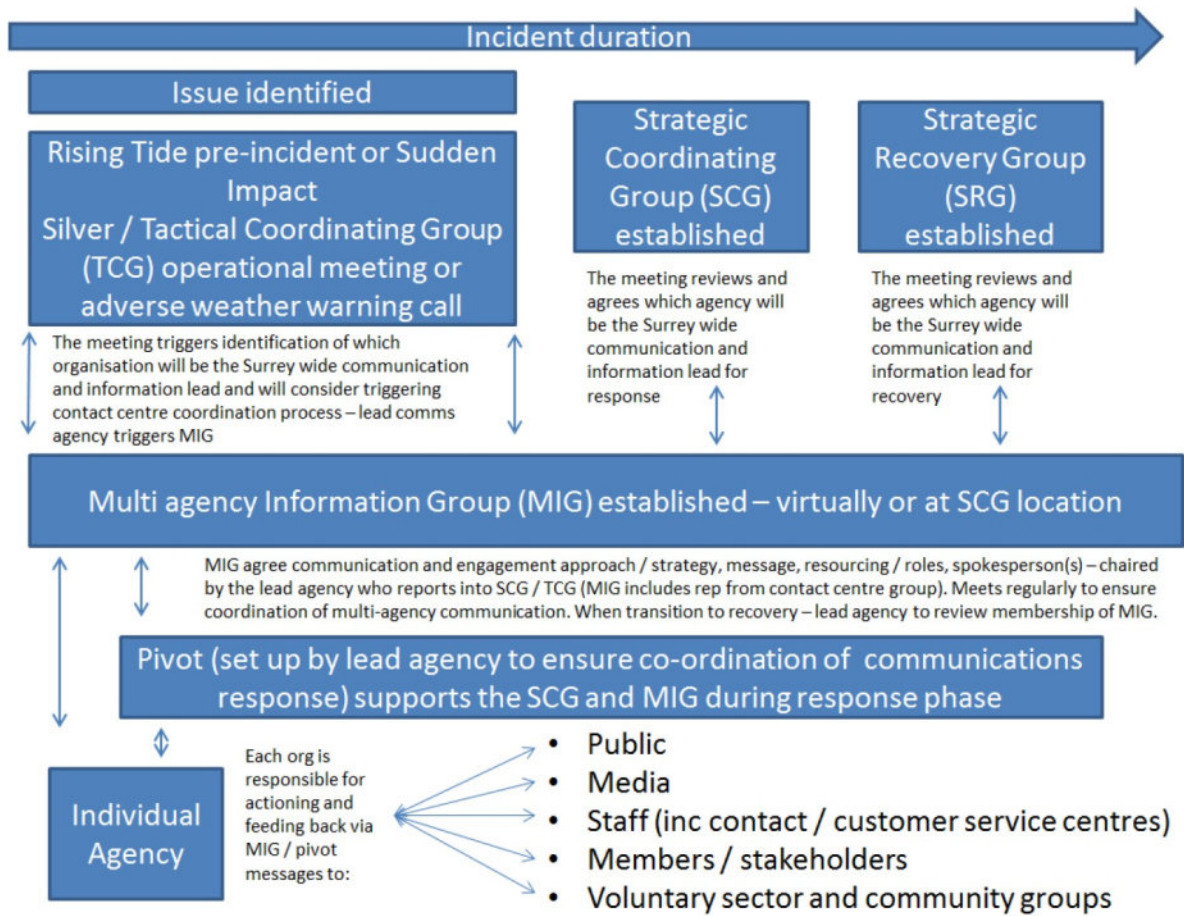 Incident duration
Issue identified
Rising Tide pre-incident or Sudden
Impact
Silver / Tactical Coordinating Group
(TCG) operational meeting or
adverse weather warning call
The meeting triggers identification of which
organisation will be the Surrey wide communication
and information lead and will consider triggering
contact centre coordination process – lead comms
agency triggers MIG
Strategic
Coordinating
Group (SCG)
established
The meeting reviews and
agrees which agency will
be the Surrey wide
communication and
information lead for
response
Strategic
Recovery Group
(SRG)
established
The meeting reviews and
agrees which agency will
be the Surrey wide
communication and
information lead for
recovery
Multi agency Information Group (MIG) established – virtually or at SCG location
MIG agree communication and engagement approach / strategy, message, resourcing / roles, spokesperson(s) – chaired
by the lead agency who reports into SCG / TCG (MIG includes rep from contact centre group). Meets regularly to ensure
coordination of multi-agency communication. When transition to recovery – lead agency to review membership of MIG.
Pivot (set up by lead agency to ensure co-ordination of communications
response) supports the SCG and MIG during response phase
Individual
Agency
Each org is
responsible for
actioning and
feeding back via
MIG / pivot
messages to:
• Public
• Media
• Staff (inc contact / customer service centres)
• Members / stakeholders
• Voluntary sector and community groups